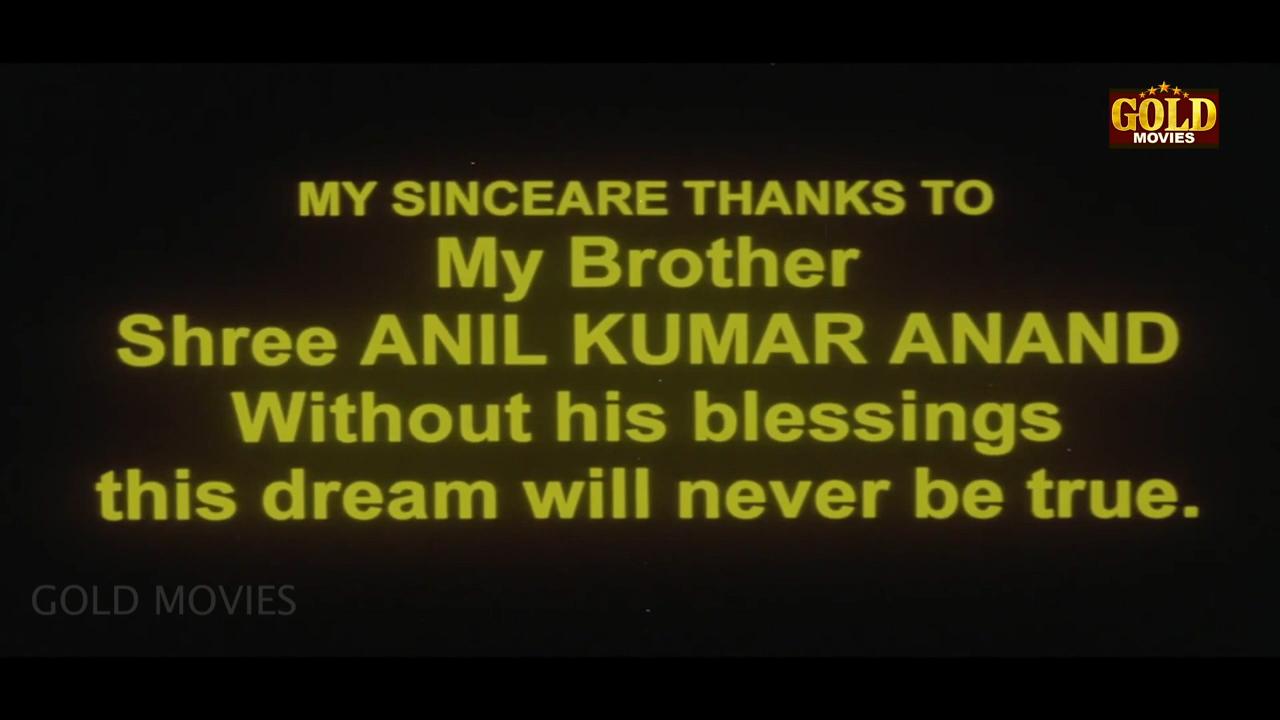 GOLD
MOVIES
MY SINCEARE THANKS TO
My Brother
Shree ANIL KUMAR ANAND
Without his blessings
this dream will never be true.
GOLD MOVIES